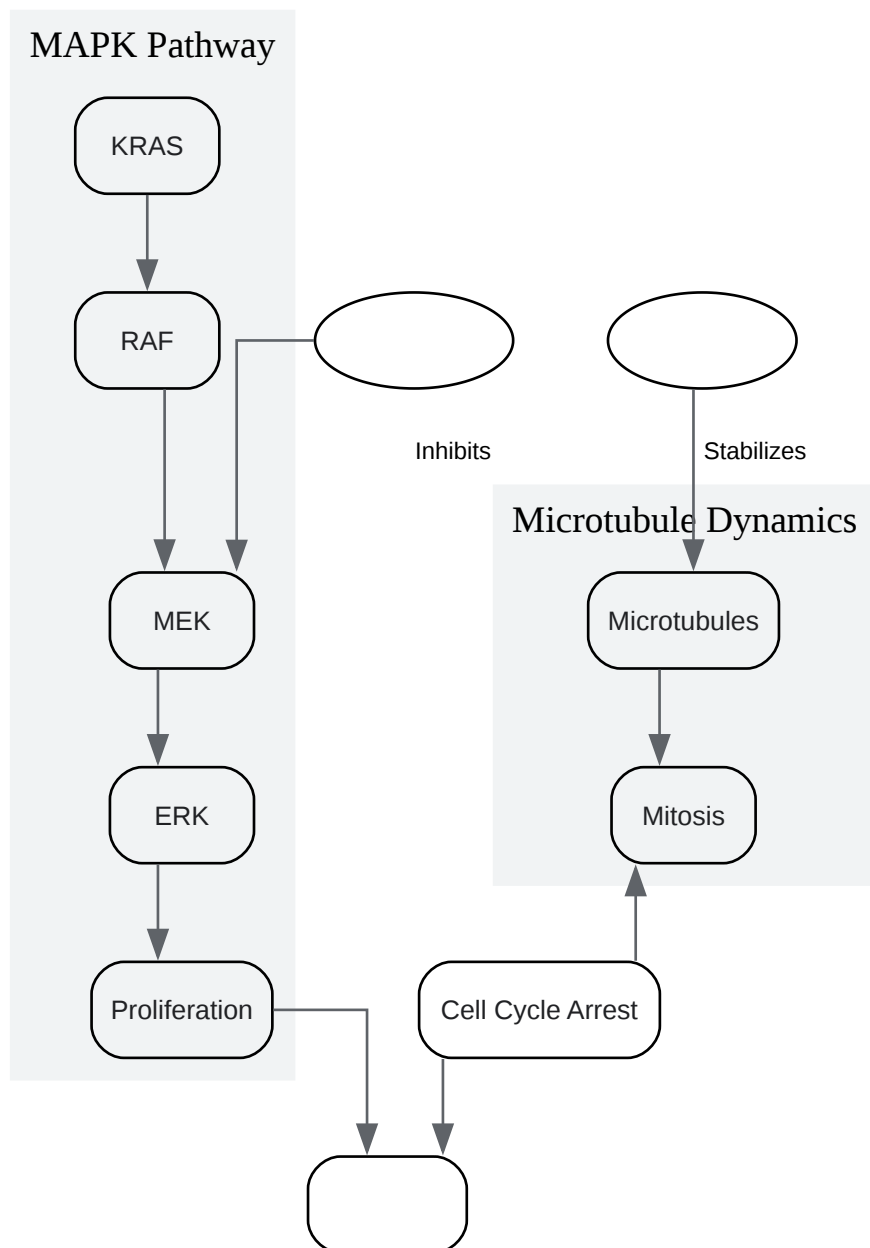 MAPK Pathway
KRAS
RAF
Inhibits
Stabilizes
Microtubule Dynamics
MEK
Microtubules
ERK
Mitosis
Proliferation
Cell Cycle Arrest